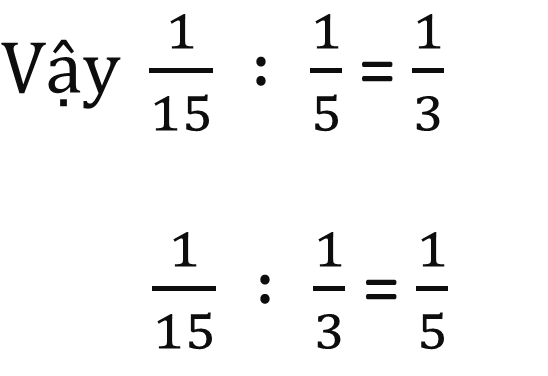 Vậy 1/15 : 1/5 = 1/3
1/15 : 1/3 = 1/5